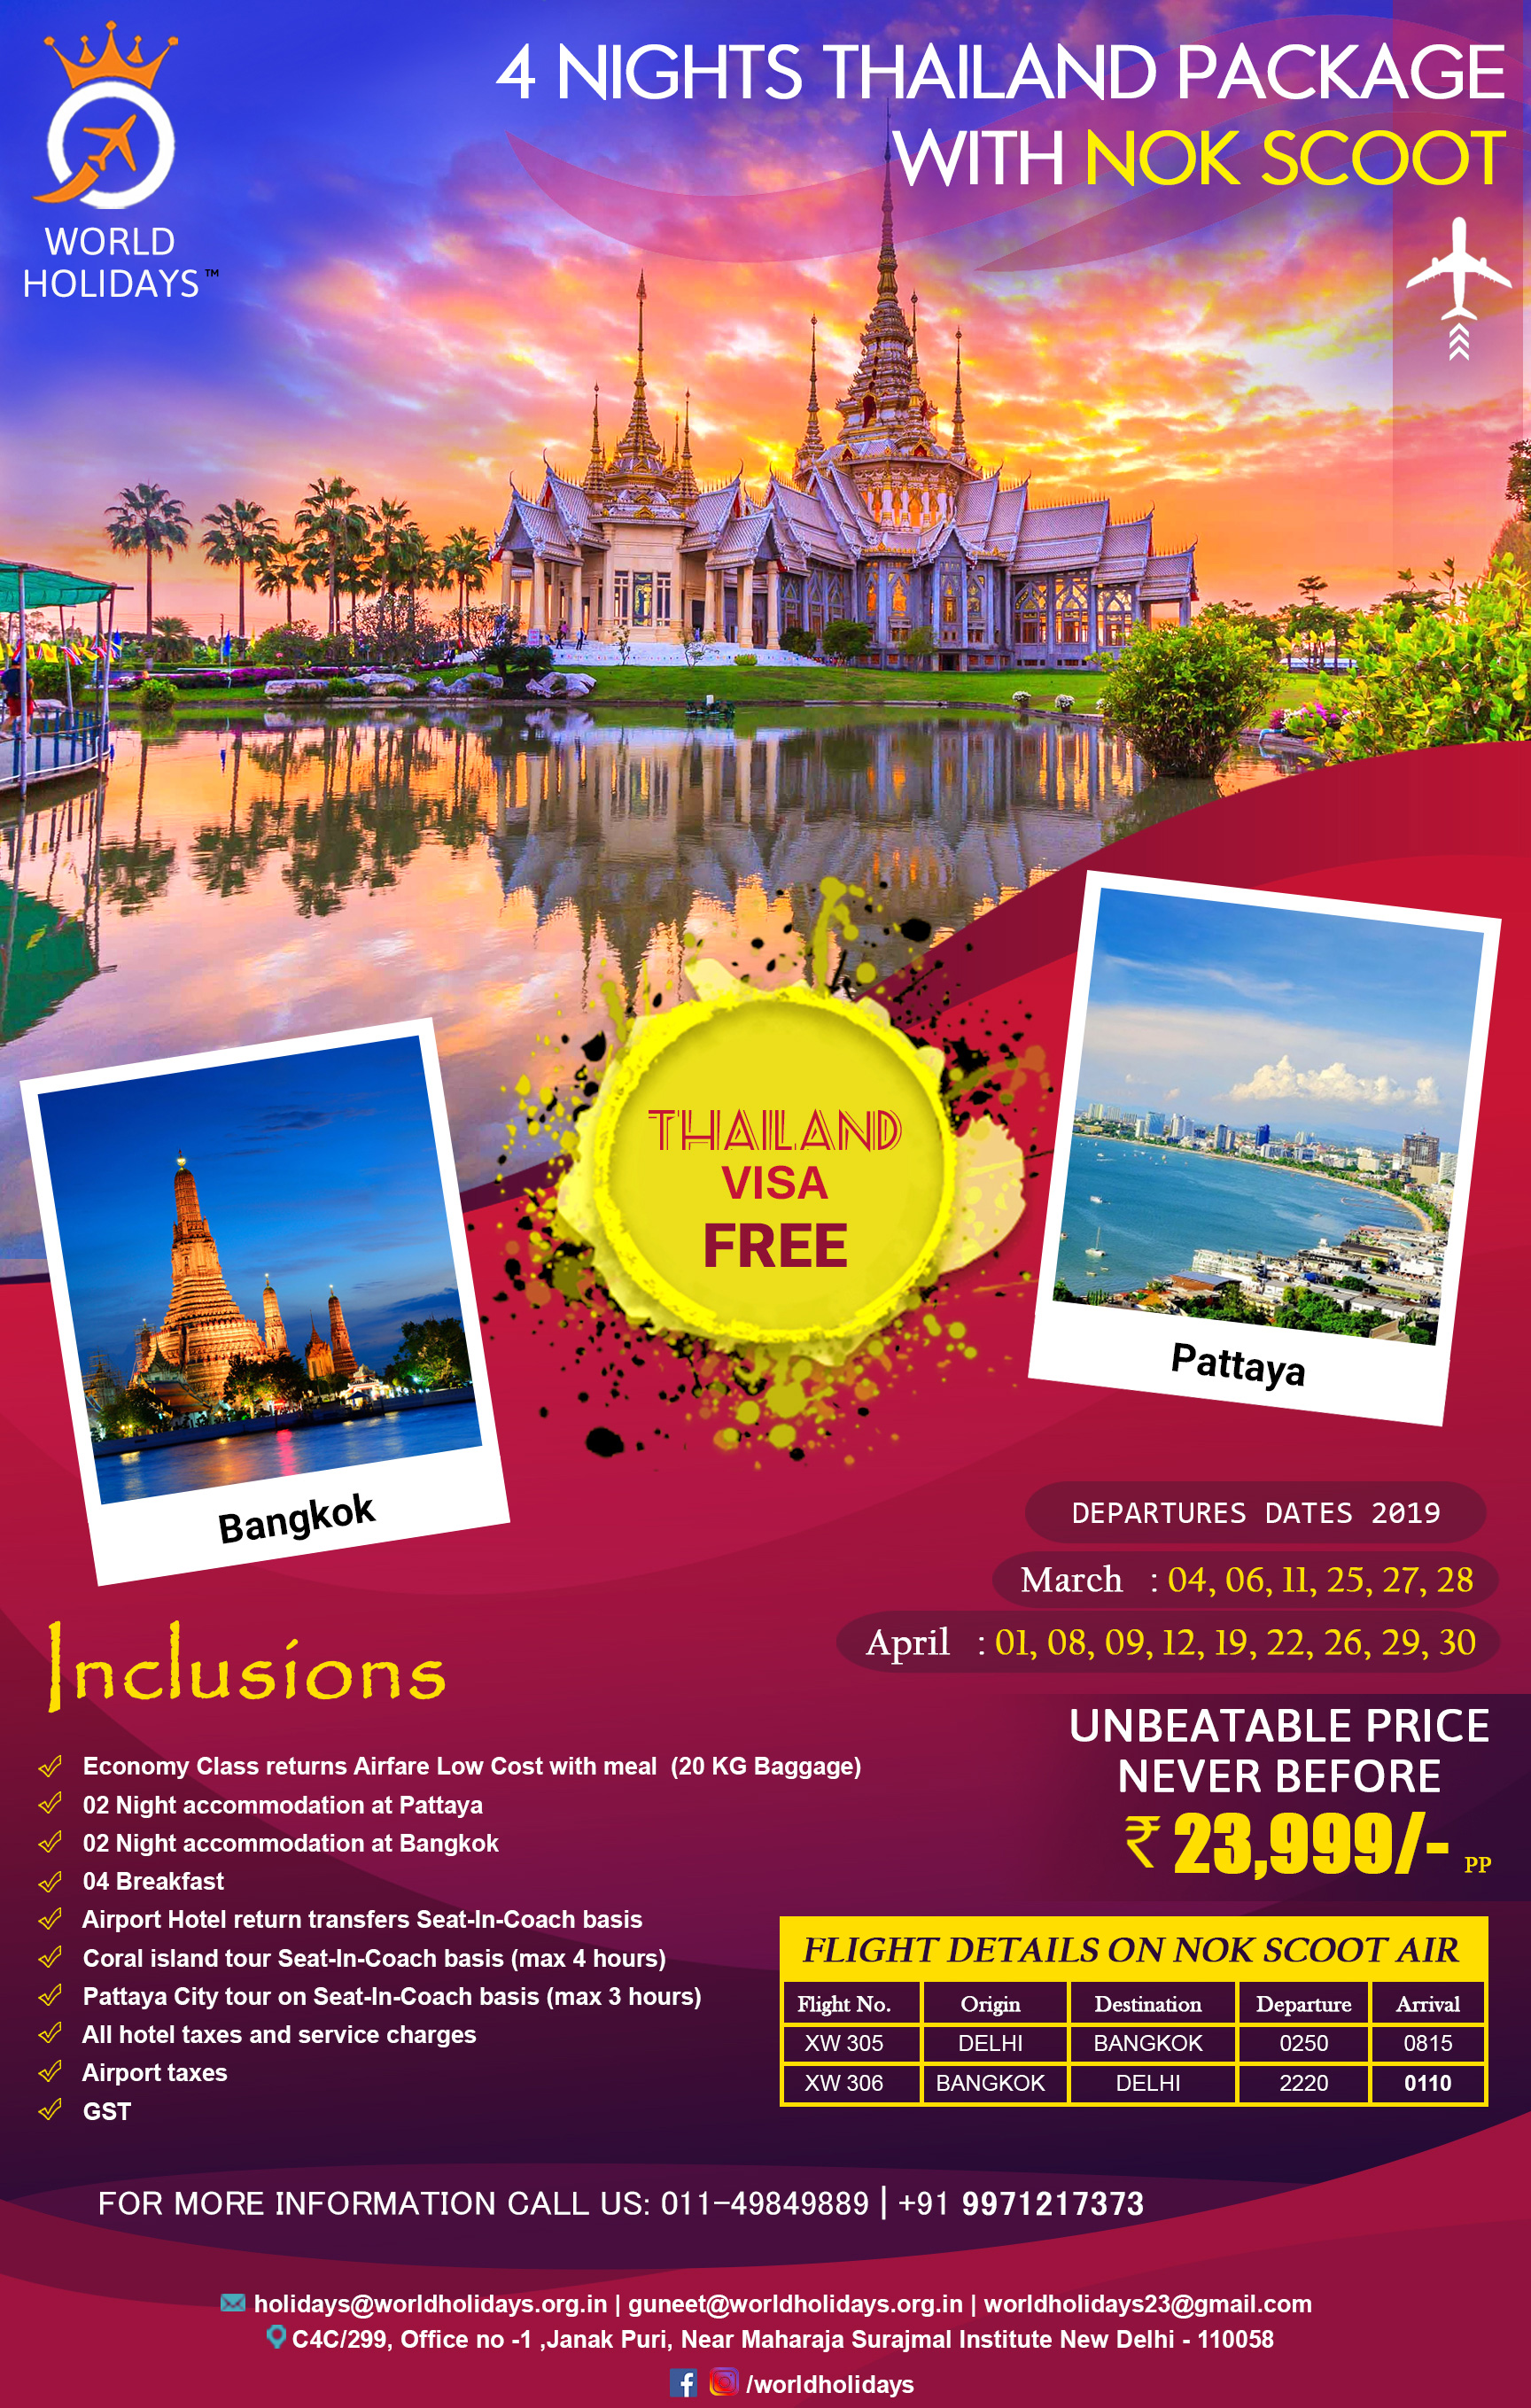 WORLD
HOLIDAYS™
4 NIGHTS THAILAND PACKAGE
WITH NOK SCOOT
THAILAND
VISA
FREE
Bangkok
Pattaya
DEPARTURES DATES 2019
March : 04, 06, 11, 25, 27, 28
April : 01, 08, 09, 12, 19, 22, 26, 29, 30
Inclusions
Economy Class returns Airfare Low Cost with meal (20 KG Baggage)
02 Night accommodation at Pattaya
02 Night accommodation at Bangkok
04 Breakfast
Airport Hotel return transfers Seat-In-Coach basis
Coral island tour Seat-In-Coach basis (max 4 hours)
Pattaya City tour on Seat-In-Coach basis (max 3 hours)
All hotel taxes and service charges
Airport taxes
GST
UNBEATABLE PRICE
NEVER BEFORE
₹ 23,999/- PP
FLIGHT DETAILS ON NOK SCOOT AIR
Flight No. Origin Destination Departure Arrival
XW 305 DELHI BANGKOK 0250 0815
XW 306 BANGKOK DELHI 2220 0110
FOR MORE INFORMATION CALL US: 011-49849889 | +91 9971217373
holidays@worldholidays.org.in | guneet@worldholidays.org.in | worldholidays23@gmail.com
C4C/299, Office no -1 ,Janak Puri, Near Maharaja Surajmal Institute New Delhi - 110058
/worldholidays